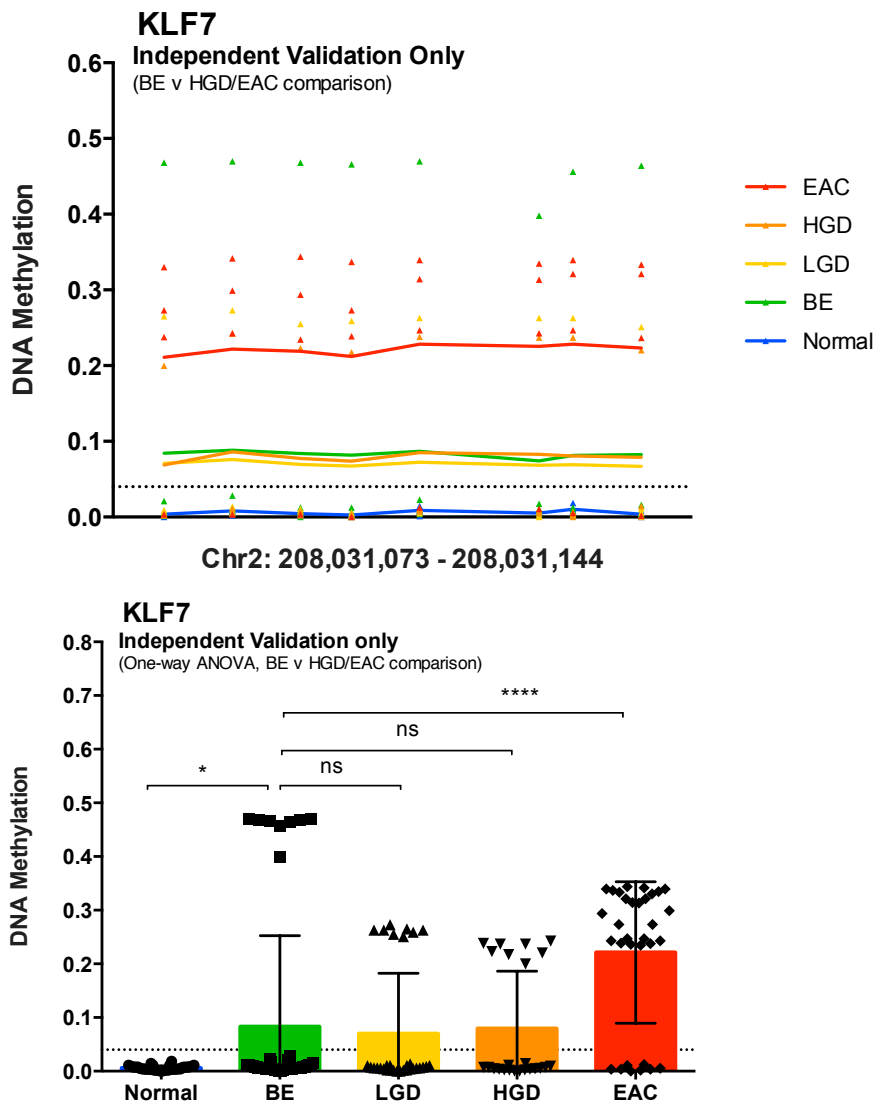 KLF7
Independent Validation Only
(BE v HGD/EAC comparison)
0.6
0.5
0.4
0.3
0.2
0.1
0.0
DNA Methylation
EAC
HGD
LGD
BE
Normal
Chr2: 208,031,073 - 208,031,144
KLF7
Independent Validation only
(One-way ANOVA, BE v HGD/EAC comparison)
0.8
0.7
0.6
0.5
0.4
0.3
0.2
0.1
0.0
DNA Methylation
****
ns
* ns
Normal BE LGD HGD EAC